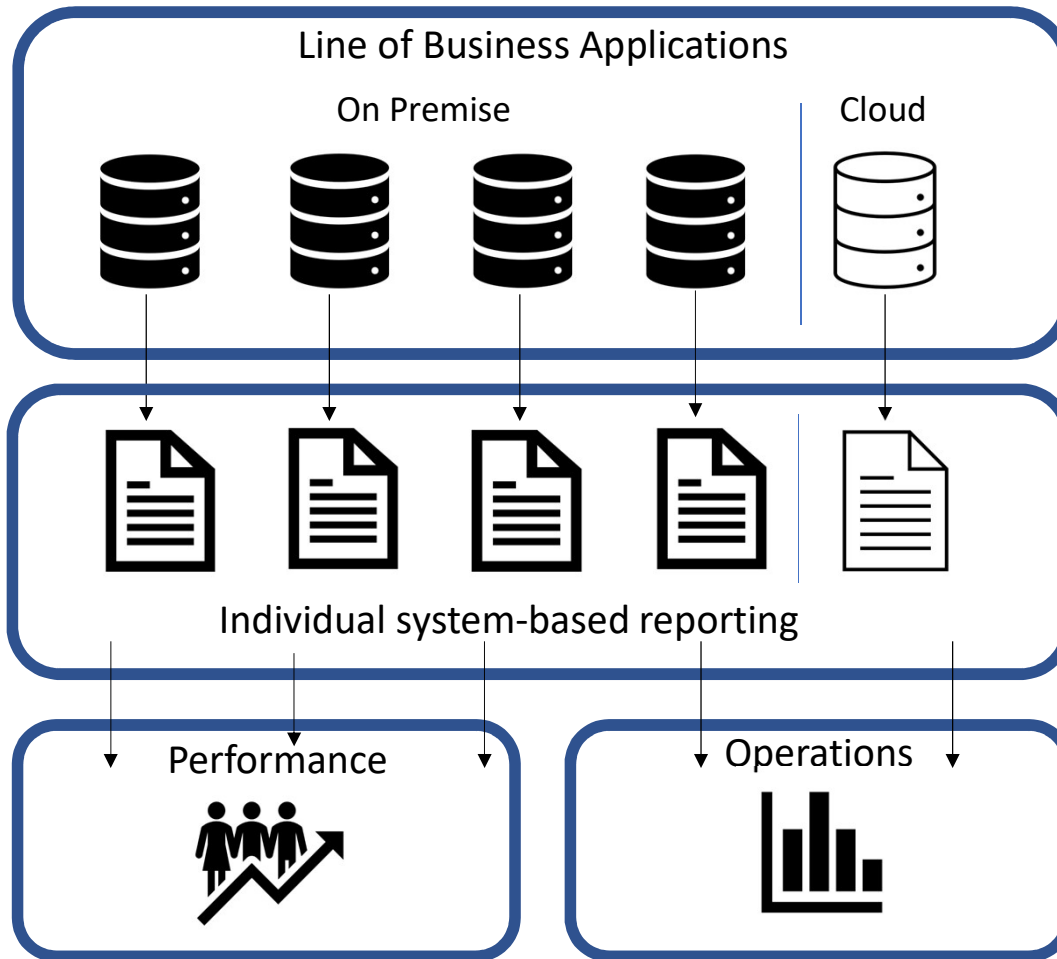 Line of Business Applications
On Premise
Cloud
Individual system-based reporting
Performance
Operations